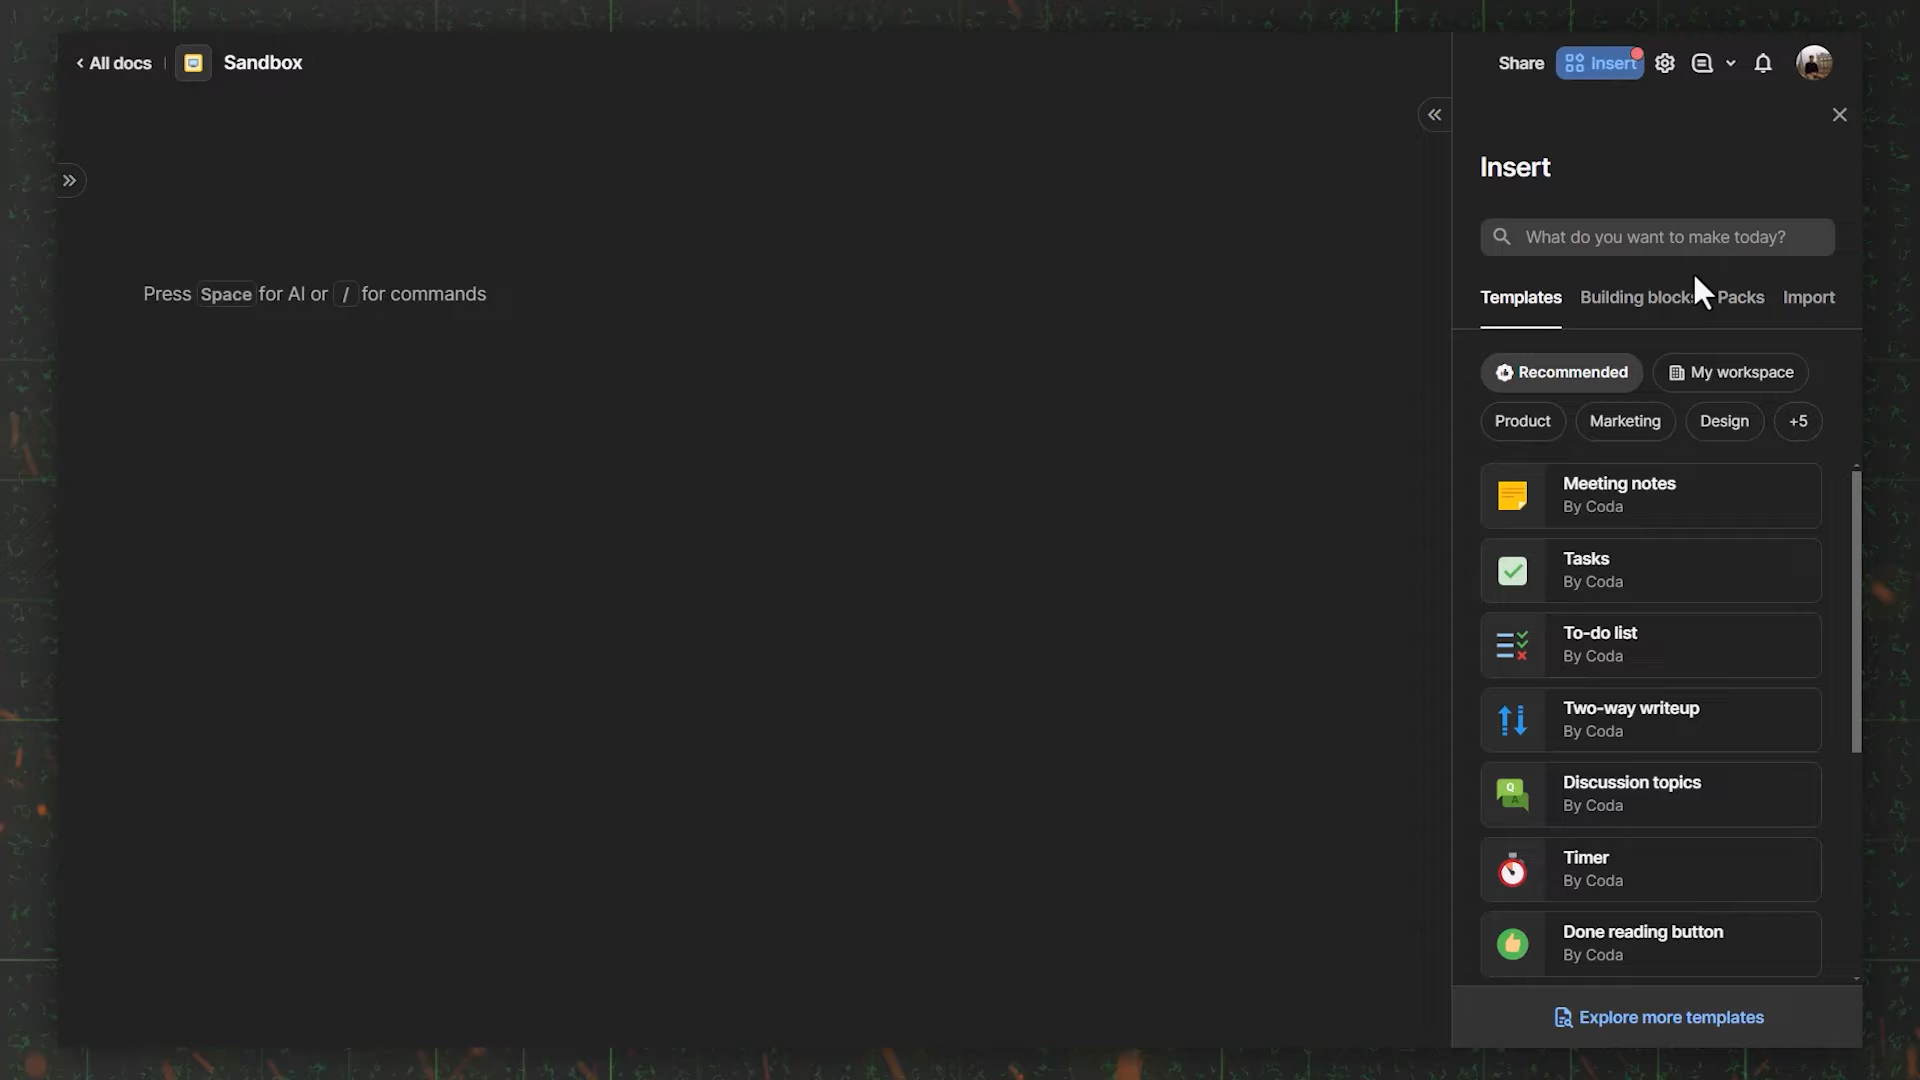 All docs
Sandbox
Share
Insert
Insert
What do you want to make today?
Press Space for AI or / for commands
Templates Building blocks Packs Import
Recommended My workspace
Product Marketing Design +5
Meeting notes
By Coda
Tasks
By Coda
To-do list
By Coda
Two-way writeup
By Coda
Q
A
Discussion topics
By Coda
Timer
By Coda
Done reading button
By Coda
Explore more templates